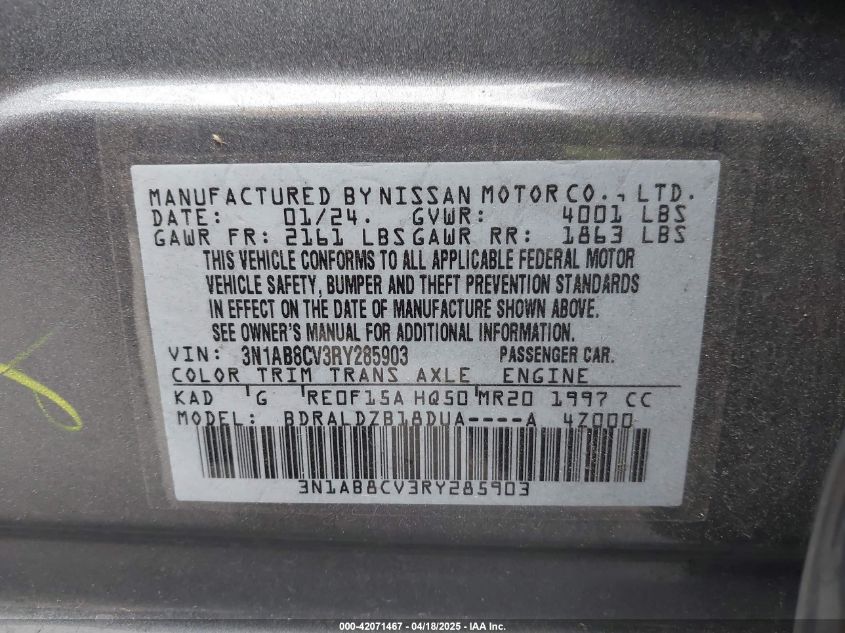 MANUFACTURED BY NISSAN MOTOR CO., LTD.
DATE: 01/24. GVWR: 4001 LBS
GAWR FR: 2161 LBS GAWR RR: 1863 LBS
THIS VEHICLE CONFORMS TO ALL APPLICABLE FEDERAL MOTOR
VEHICLE SAFETY, BUMPER AND THEFT PREVENTION STANDARDS
IN EFFECT ON THE DATE OF MANUFACTURE SHOWN ABOVE.
SEE OWNER'S MANUAL FOR ADDITIONAL INFORMATION.
VIN: 3N1AB8CV3RY285903 PASSENGER CAR.
COLOR TRIM TRANS AXLE ENGINE
KAD G RE0F15A HQ50 MR20 1997 CC
MODEL: BDRALDZB18DUA----A 4Z000
3N1AB8CV3RY285903
000-42071467 - 04/18/2025 - IAA Inc.